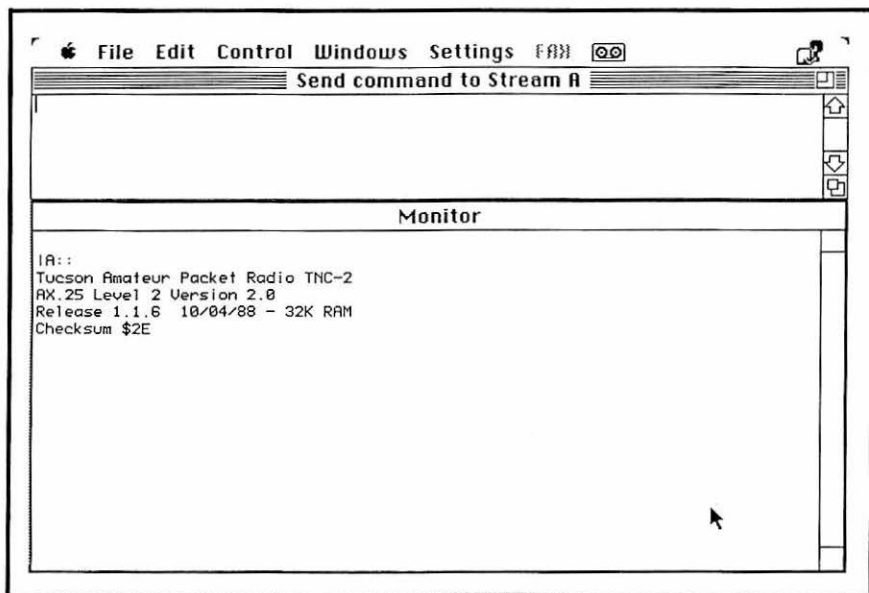 File Edit Control Windows Settings FAX
Send command to Stream A
Monitor
|A::
Tucson Amateur Packet Radio TNC-2
AX.25 Level 2 Version 2.0
Release 1.1.6 10/04/88 - 32K RAM
Checksum $2E